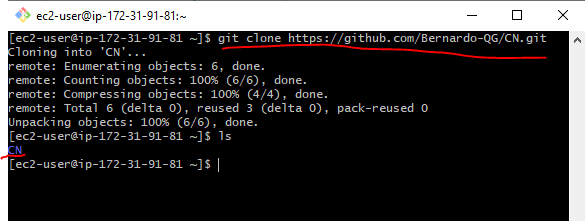 ec2-user@ip-172-31-91-81:~
[ec2-user@ip-172-31-91-81 ~]$ git clone https://github.com/Bernardo-QG/CN.git
Cloning into 'CN'...
remote: Enumerating objects: 6, done.
remote: Counting objects: 100% (6/6), done.
remote: Compressing objects: 100% (4/4), done.
remote: Total 6 (delta 0), reused 3 (delta 0), pack-reused 0
Unpacking objects: 100% (6/6), done.
[ec2-user@ip-172-31-91-81 ~]$ ls
CN
[ec2-user@ip-172-31-91-81 ~]$